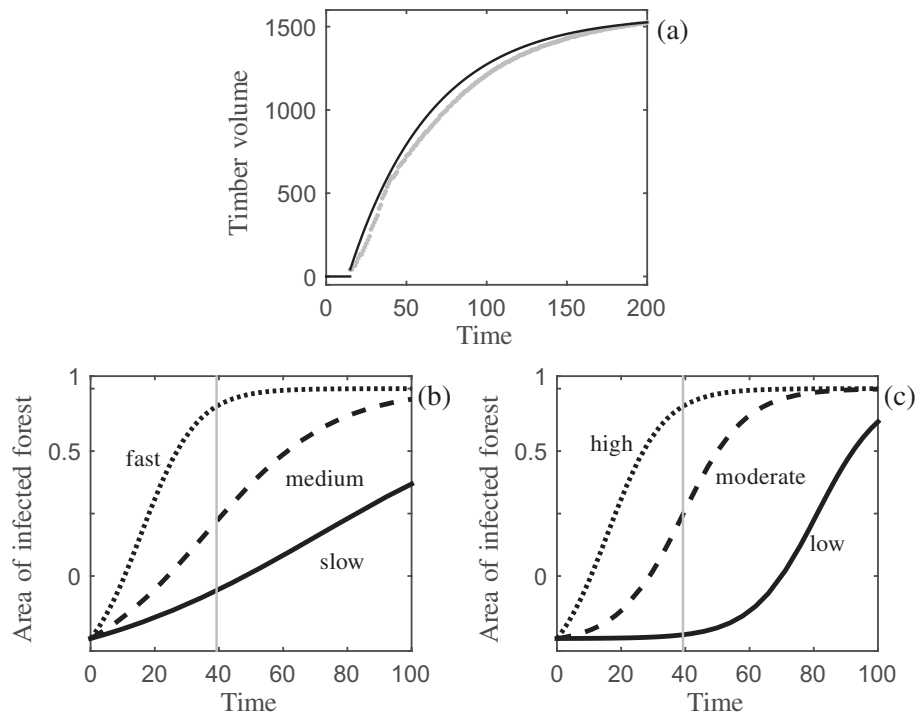 (a)
1500
1000
500
0
Timber volume
0 50 100 150 200
Time
(b)
1
0.5
0
Area of infected forest
fast
medium
slow
0 20 40 60 80 100
Time
(c)
1
0.5
0
Area of infected forest
high
moderate
low
0 20 40 60 80 100
Time